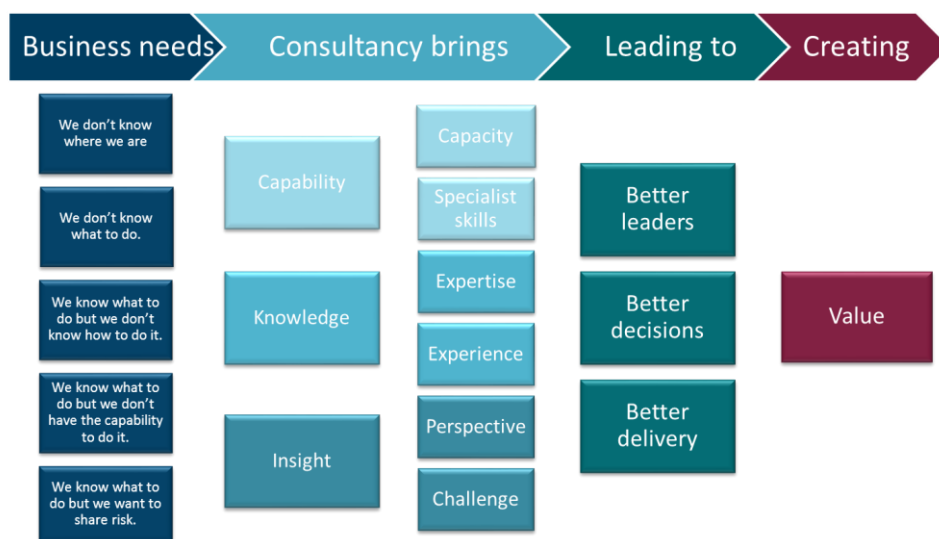 Business needs
Consultancy brings
Leading to
Creating
We don't know
where we are
We don't know
what to do.
We know what to
do but we don't
know how to do it.
We know what to
do but we don't
have the capability
to do it.
We know what to
do but we want to
share risk.
Capability
Knowledge
Insight
Capacity
Specialist
skills
Expertise
Experience
Perspective
Challenge
Better
leaders
Better
decisions
Better
delivery
Value